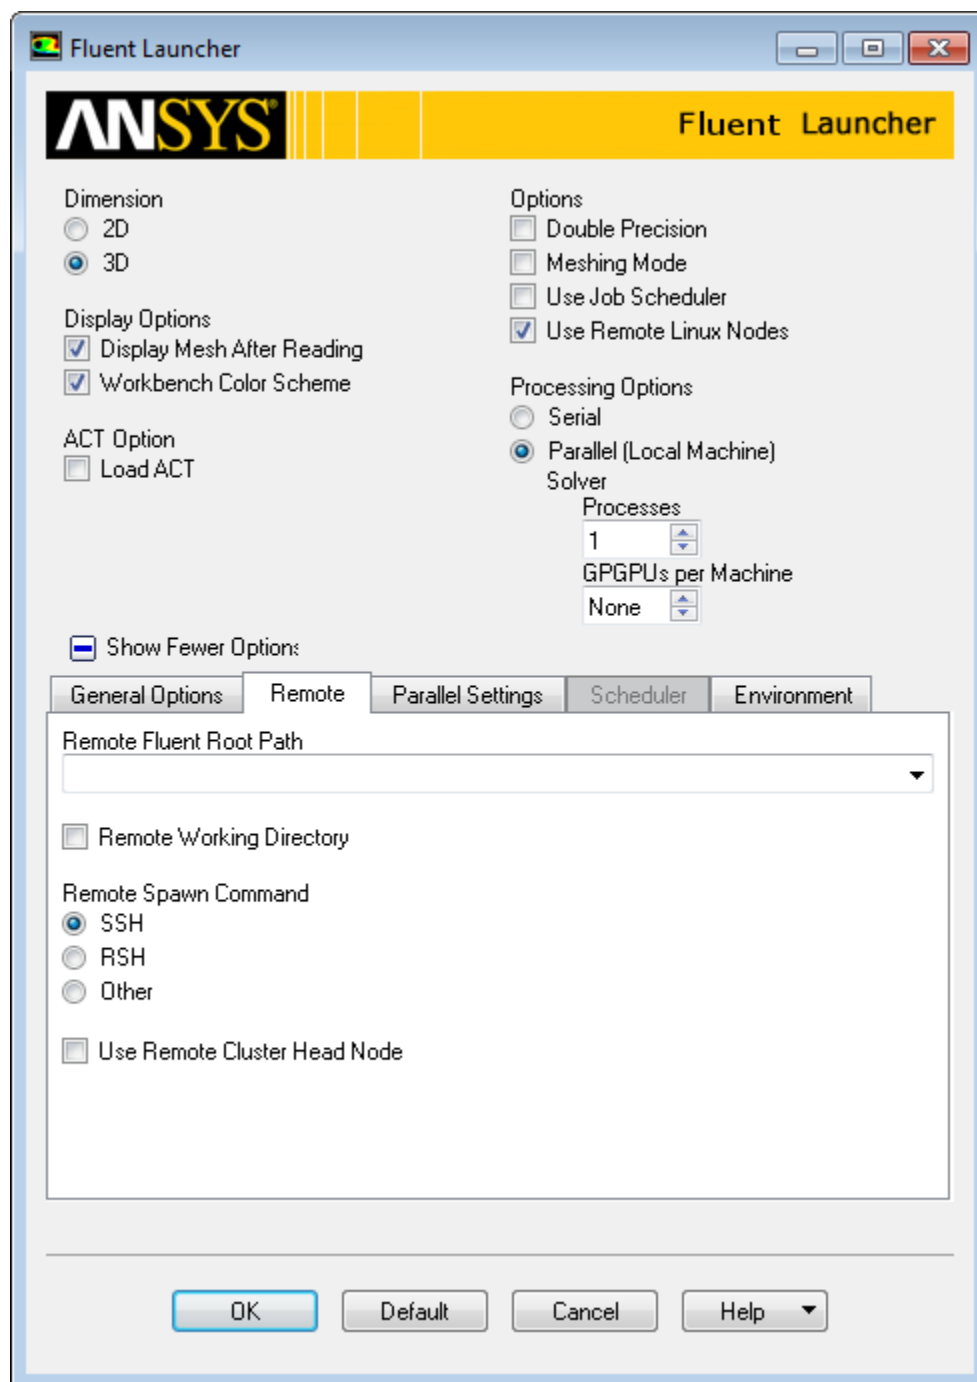 Fluent Launcher
ANSYS®
Fluent Launcher
Dimension
2D
3D
Display Options
Display Mesh After Reading
Workbench Color Scheme
ACT Option
Load ACT
Options
Double Precision
Meshing Mode
Use Job Scheduler
Use Remote Linux Nodes
Processing Options
Serial
Parallel (Local Machine)
Solver
Processes
1
GPGPUs per Machine
None
Show Fewer Options
General Options Remote Parallel Settings Scheduler Environment
Remote Fluent Root Path
Remote Working Directory
Remote Spawn Command
SSH
RSH
Other
Use Remote Cluster Head Node
OK Default Cancel Help